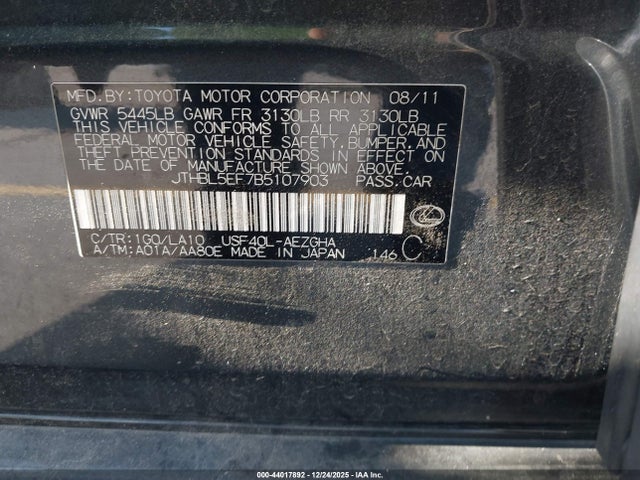 MFD.BY:TOYOTA MOTOR CORPORATION 08/11
GVWR 5445LB GAWR FR 3130LB RR 3130LB
THIS VEHICLE CONFORMS TO ALL APPLICABLE
FEDERAL MOTOR VEHICLE SAFETY,BUMPER,AND
THEFT PREVENTION STANDARDS IN EFFECT ON
THE DATE OF MANUFACTURE SHOWN ABOVE.
JTHBL5EF7B5107903 PASS.CAR
C/TR:1G0/LA10 USF40L-AEZGHA
A/TM:A01A/AA80E MADE IN JAPAN 146 C
000-44017892 - 12/24/2025 - IAA Inc.